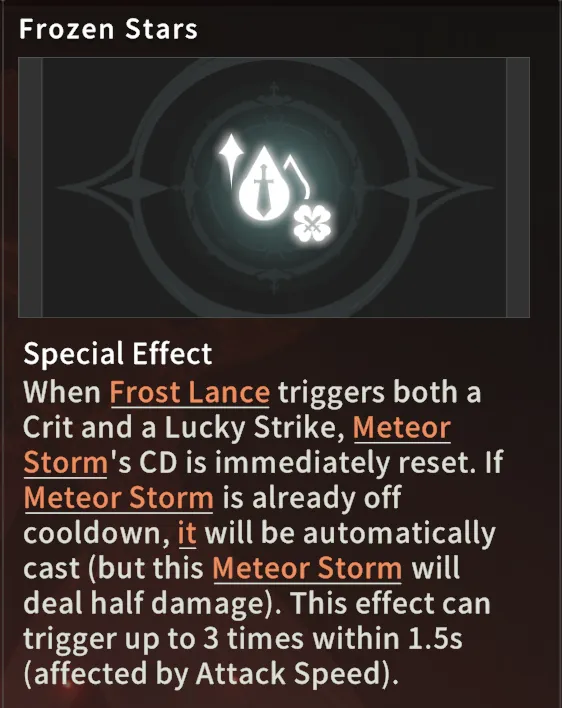 Frozen Stars
Special Effect
When Frost Lance triggers both a
Crit and a Lucky Strike, Meteor
Storm's CD is immediately reset. If
Meteor Storm is already off
cooldown, it will be automatically
cast (but this Meteor Storm will
deal half damage). This effect can
trigger up to 3 times within 1.5s
(affected by Attack Speed).